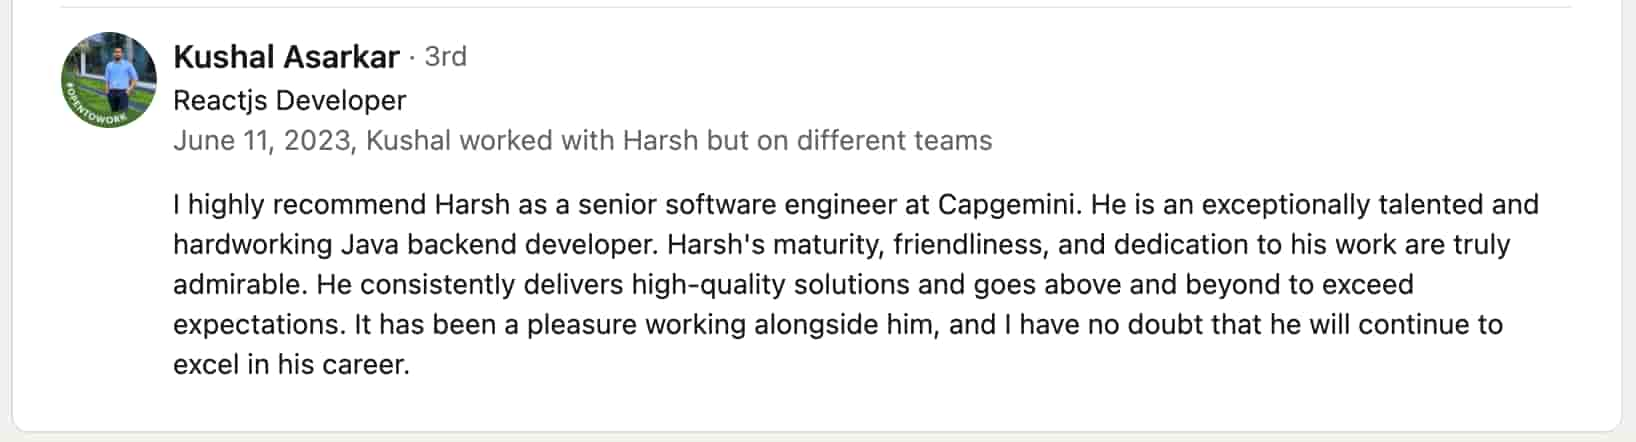 Kushal Asarkar · 3rd
Reactjs Developer
June 11, 2023, Kushal worked with Harsh but on different teams
I highly recommend Harsh as a senior software engineer at Capgemini. He is an exceptionally talented and
hardworking Java backend developer. Harsh's maturity, friendliness, and dedication to his work are truly
admirable. He consistently delivers high-quality solutions and goes above and beyond to exceed
expectations. It has been a pleasure working alongside him, and I have no doubt that he will continue to
excel in his career.
#OPENTOWORK